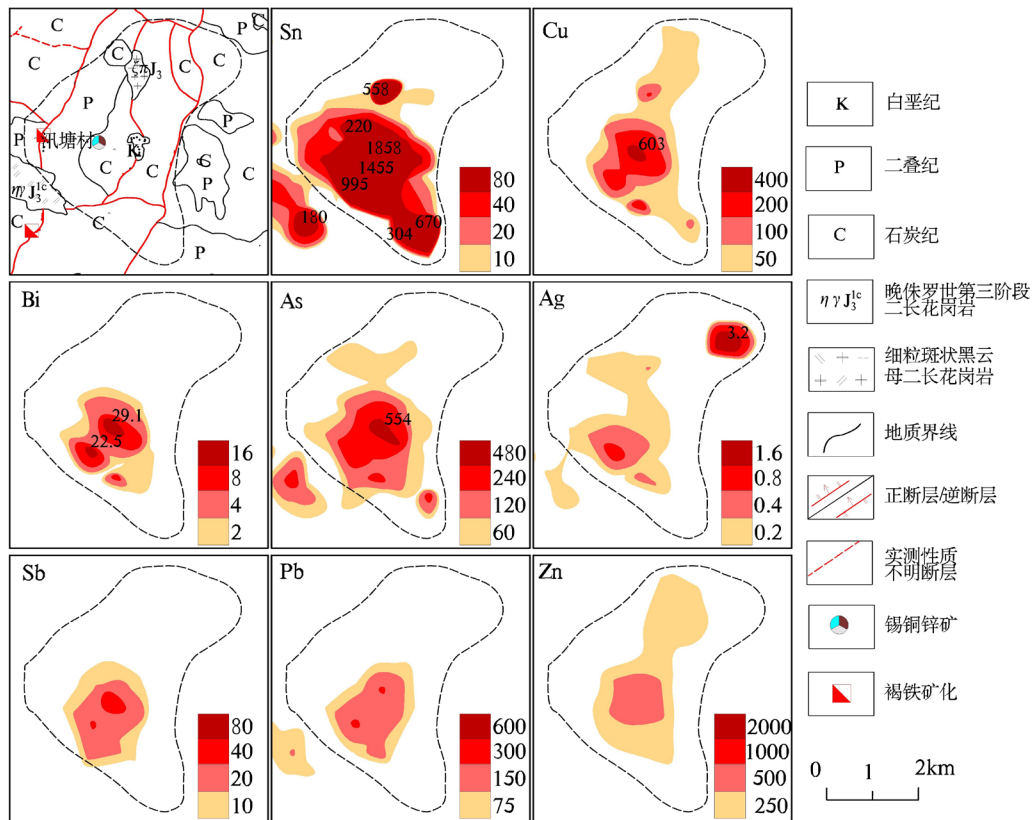 C
C
C
C
ζπJ₃
C
C
P
P
P
汛塘村
K₁
C
C
C
P
C
ηγJ₃¹ᶜ
C
C
P
P
Sn
558
220
1858
1455
995
180
670
304
80
40
20
10
Cu
603
400
200
100
50
Bi
29.1
22.5
16
8
4
2
As
554
480
240
120
60
Ag
3.2
1.6
0.8
0.4
0.2
Sb
80
40
20
10
Pb
600
300
150
75
Zn
2000
1000
500
250
K
白垩纪
P
二叠纪
C
石炭纪
ηγJ₃¹ᶜ
晚侏罗世第三阶段
二长花岗岩
细粒斑状黑云
母二长花岗岩
地质界线
正断层/逆断层
实测性质
不明断层
锡铜锌矿
褐铁矿化
0 1 2km